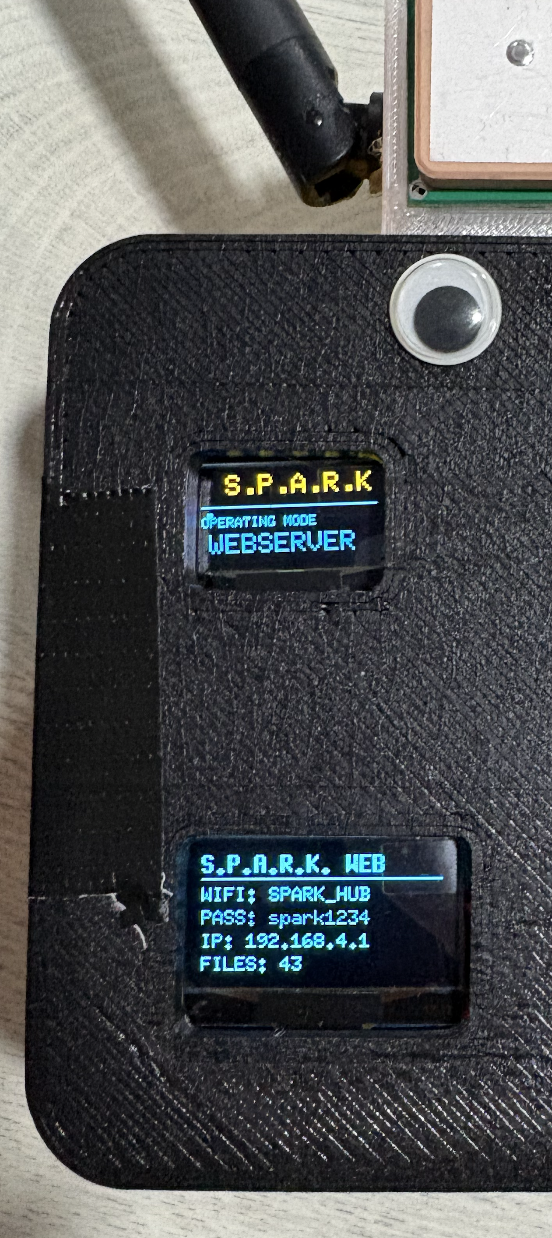 S.P.A.R.K
OPERATING MODE
WEBSERVER
S.P.A.R.K. WEB
WIFI: SPARK_HUB
PASS: spark1234
IP: 192.168.4.1
FILES: 43